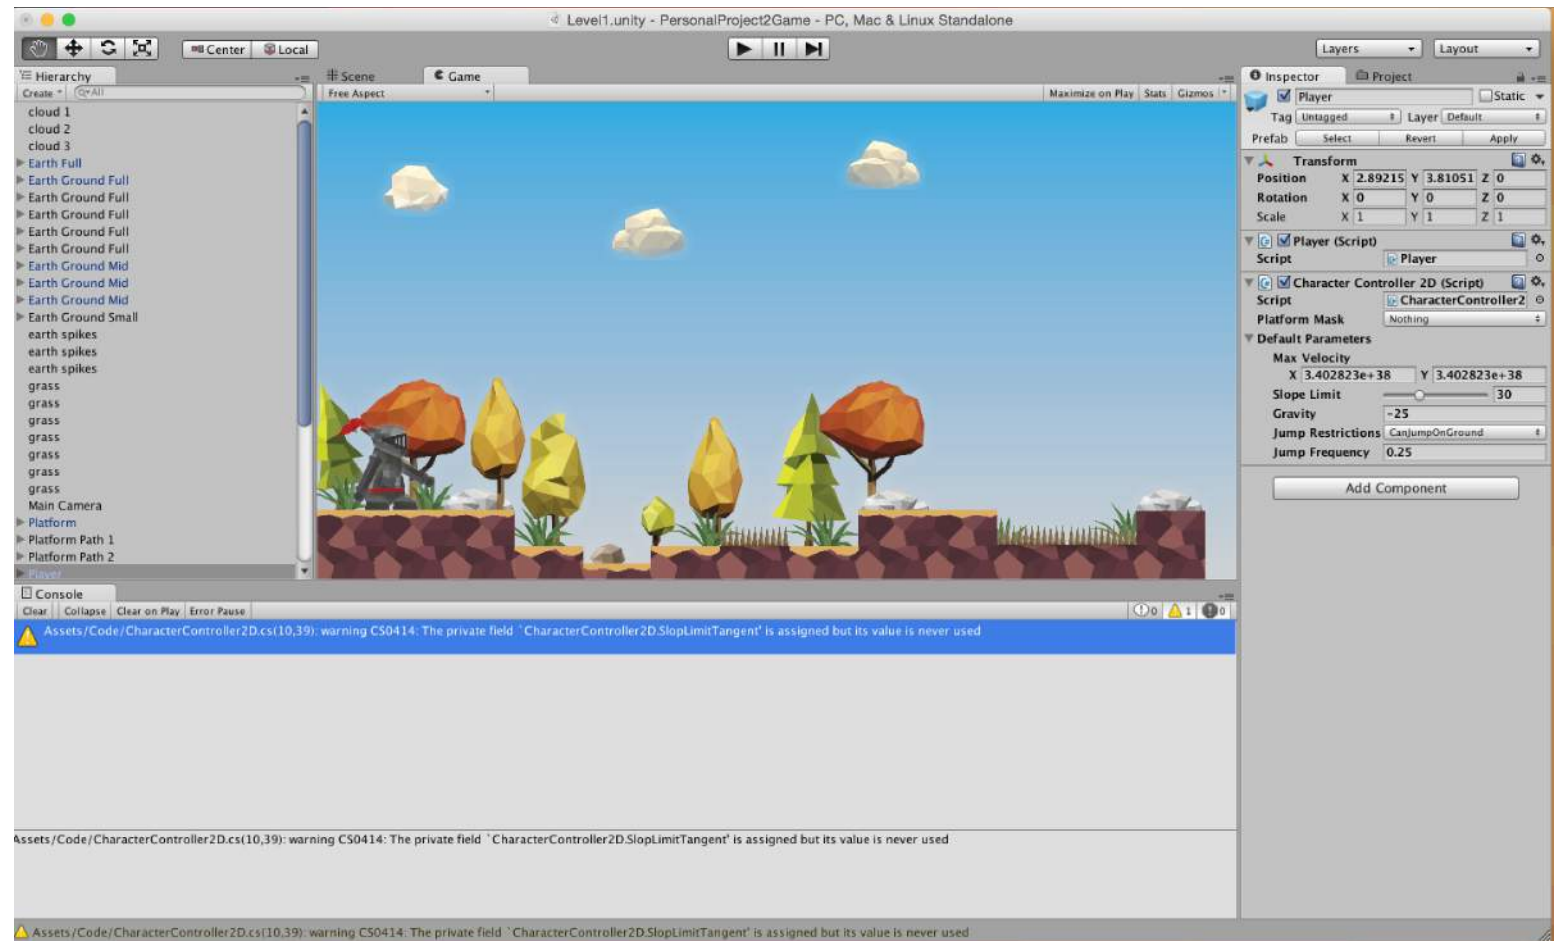 Level1.unity - PersonalProject2Game - PC, Mac & Linux Standalone
Center Local
Layers Layout
Hierarchy
Create All
cloud 1
cloud 2
cloud 3
Earth Full
Earth Ground Full
Earth Ground Full
Earth Ground Full
Earth Ground Full
Earth Ground Full
Earth Ground Mid
Earth Ground Mid
Earth Ground Mid
Earth Ground Small
earth spikes
earth spikes
earth spikes
grass
grass
grass
grass
grass
grass
grass
Main Camera
Platform
Platform Path 1
Platform Path 2
Player
Scene Game
Free Aspect Maximize on Play Stats Gizmos
Inspector Project
Player Static
Tag Untagged Layer Default
Prefab Select Revert Apply
Transform
Position X 2.89215 Y 3.81051 Z 0
Rotation X 0 Y 0 Z 0
Scale X 1 Y 1 Z 1
Player (Script)
Script Player
Character Controller 2D (Script)
Script CharacterController2
Platform Mask Nothing
Default Parameters
Max Velocity
X 3.402823e+38 Y 3.402823e+38
Slope Limit 30
Gravity -25
Jump Restrictions CanJumpOnGround
Jump Frequency 0.25
Add Component
Console
Clear Collapse Clear on Play Error Pause 0 1 0
Assets/Code/CharacterController2D.cs(10,39): warning CS0414: The private field `CharacterController2D.SlopLimitTangent' is assigned but its value is never used
Assets/Code/CharacterController2D.cs(10,39): warning CS0414: The private field `CharacterController2D.SlopLimitTangent' is assigned but its value is never used
Assets/Code/CharacterController2D.cs(10,39): warning CS0414: The private field `CharacterController2D.SlopLimitTangent' is assigned but its value is never used